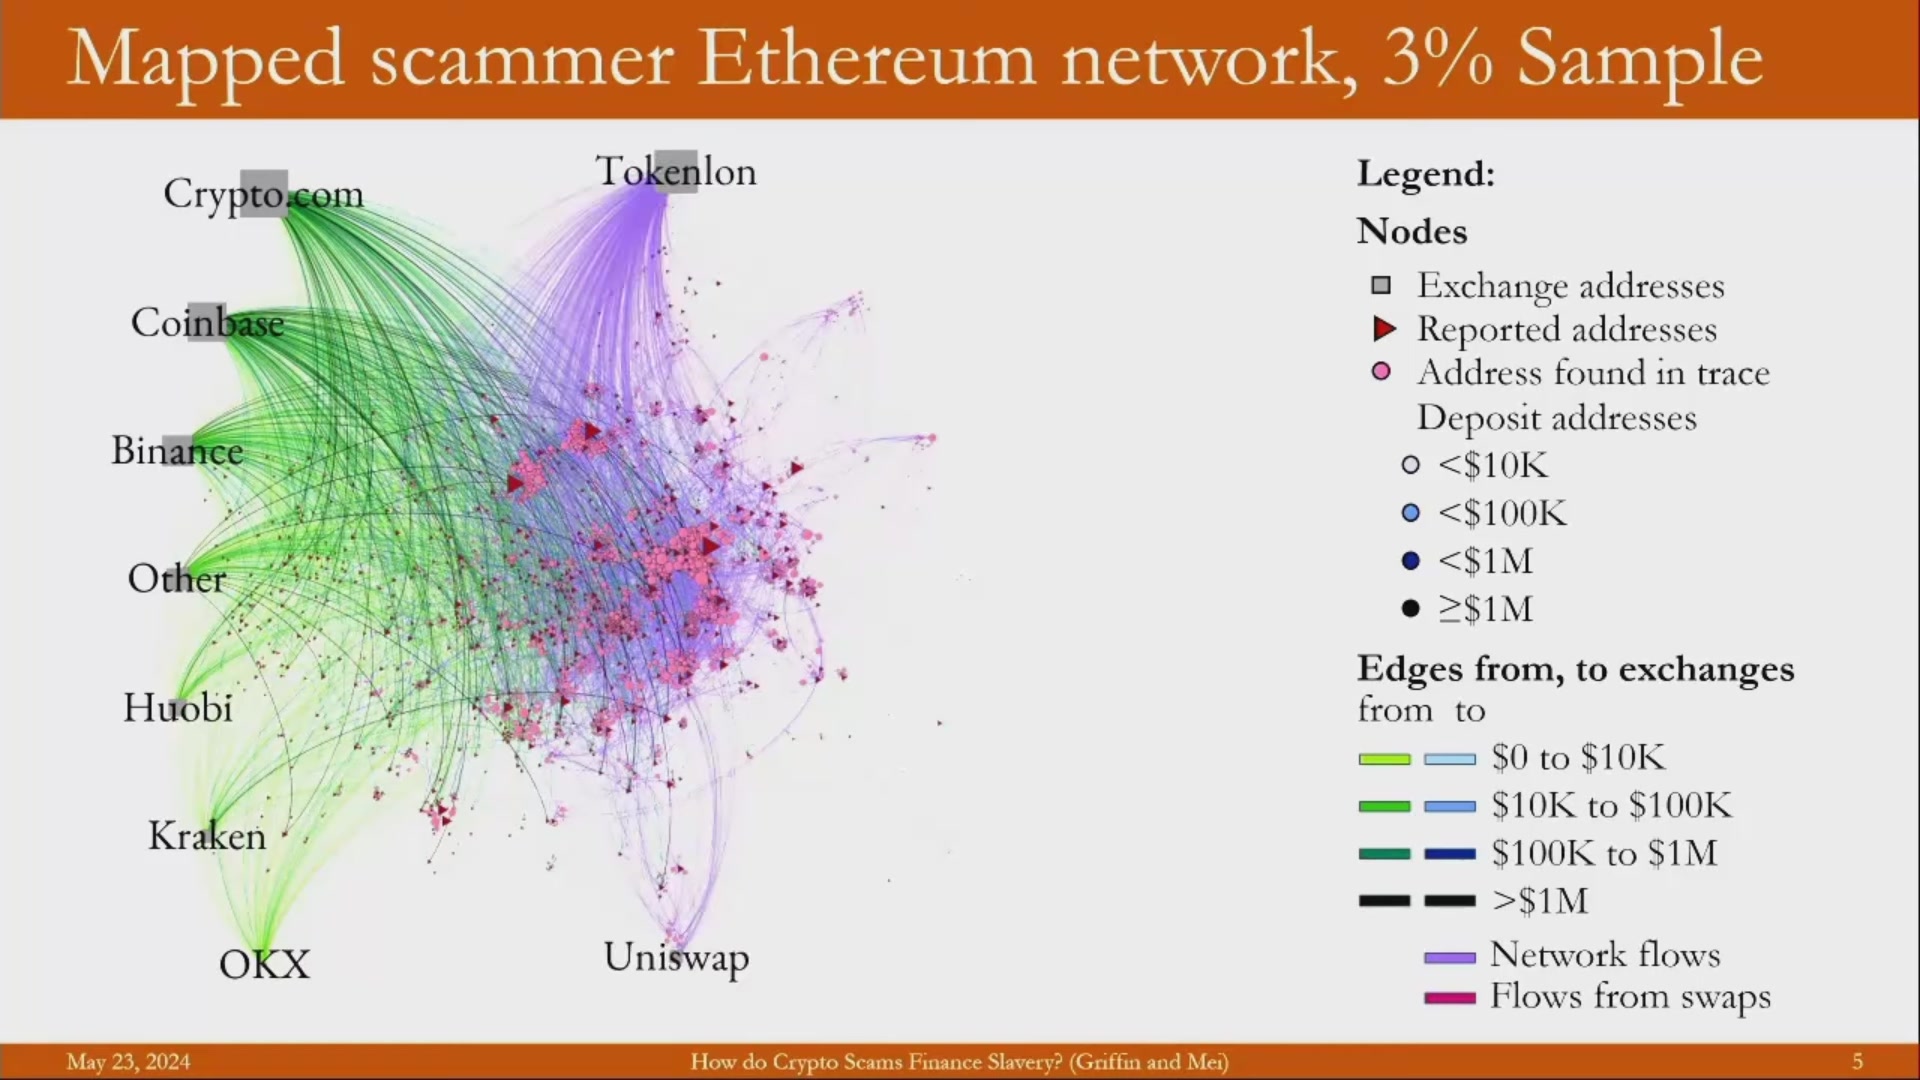 Mapped scammer Ethereum network, 3% Sample
Crypto.com
Tokenlon
Coinbase
Binance
Other
Huobi
Kraken
OKX
Uniswap
Legend:
Nodes
Exchange addresses
Reported addresses
Address found in trace
Deposit addresses
<$10K
<$100K
<$1M
≥$1M
Edges from, to exchanges
from to
$0 to $10K
$10K to $100K
$100K to $1M
>$1M
Network flows
Flows from swaps
May 23, 2024
How do Crypto Scams Finance Slavery? (Griffin and Mei)
5